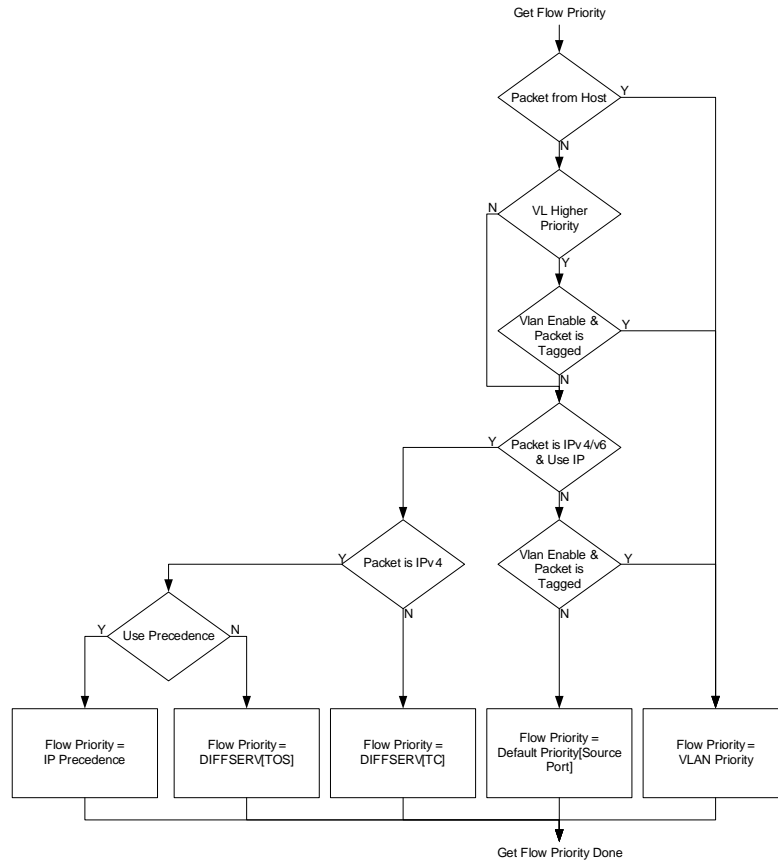 Get Flow Priority
Packet from Host
Y
N
N
VL Higher
Priority
Y
Vlan Enable &
Packet is
Tagged
Y
N
Y
Packet is IPv4/v6
& Use IP
N
Y
Packet is IPv4
N
Vlan Enable &
Packet is
Tagged
Y
N
Y
Use Precedence
N
Flow Priority =
IP Precedence
Flow Priority =
DIFFSERV[TOS]
Flow Priority =
DIFFSERV[TC]
Flow Priority =
Default Priority[Source
Port]
Flow Priority =
VLAN Priority
Get Flow Priority Done